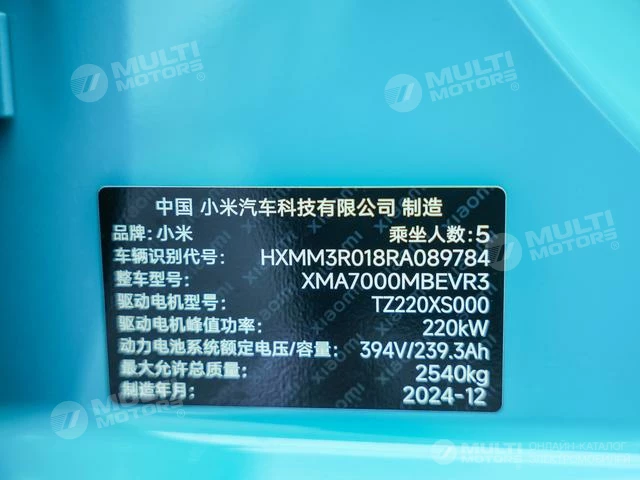 MULTI MOTORS®
MULTI MOTORS®
中国 小米汽车科技有限公司 制造
品牌:小米 乘坐人数:5
车辆识别代号: HXMM3R018RA089784
整车型号: XMA7000MBEVR3
驱动电机型号: TZ220XS000
驱动电机峰值功率: 220kW
动力电池系统额定电压/容量: 394V/239.3Ah
最大允许总质量: 2540kg
制造年月: 2024-12
xiaomi
MULTI MOTORS
MULTI MOTORS
MULTI MOTORS
ОНЛАЙН-КАТАЛОГ